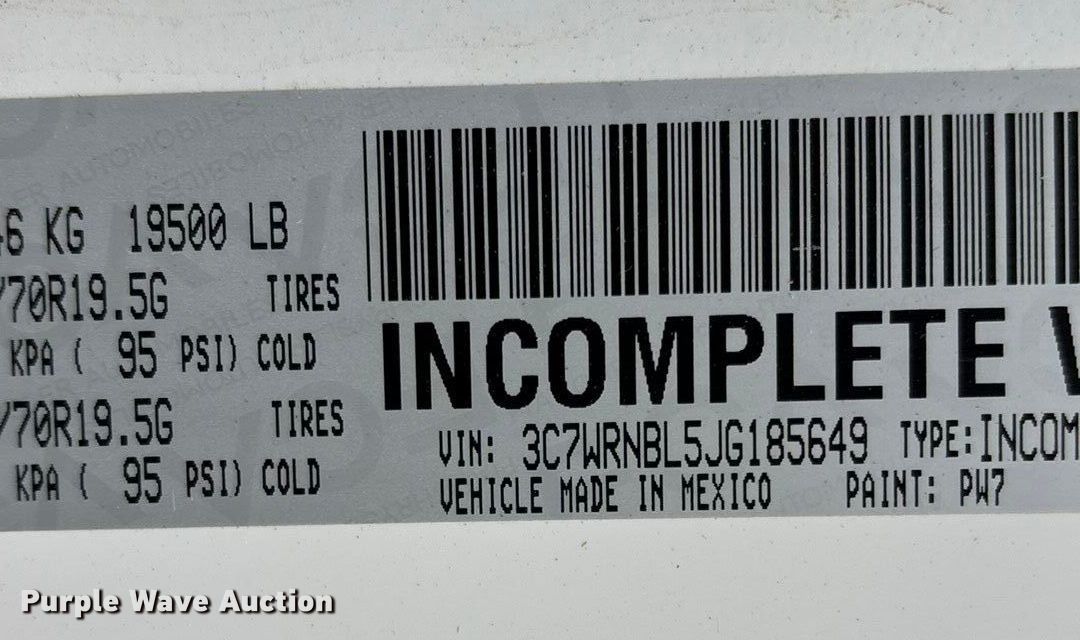 46 KG 19500 LB
/70R19.5G TIRES
KPA ( 95 PSI) COLD
/70R19.5G TIRES
KPA ( 95 PSI) COLD
INCOMPLETE V
VIN: 3C7WRNBL5JG185649 TYPE: INCOM
VEHICLE MADE IN MEXICO PAINT: PW7
Purple Wave Auction